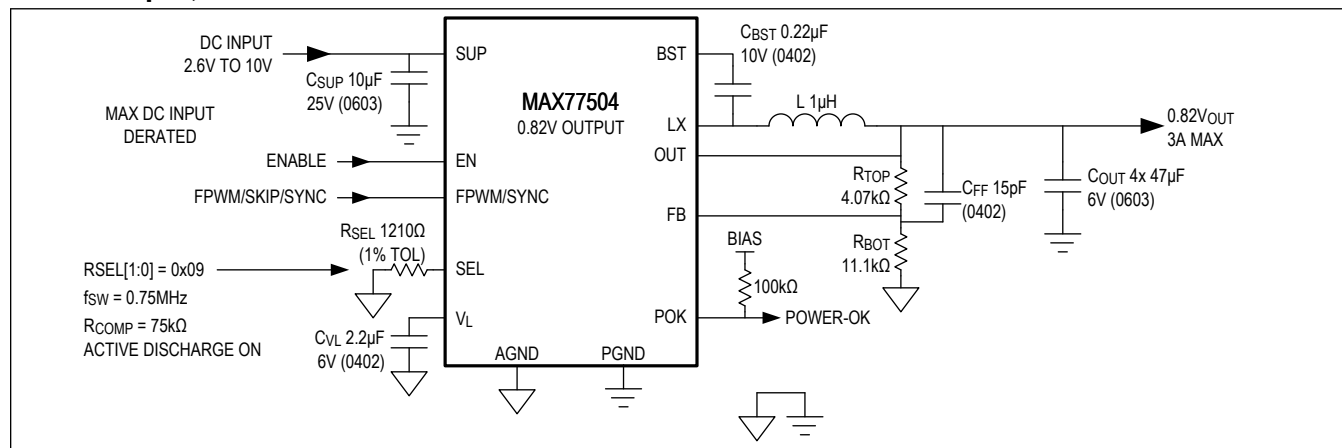 DC INPUT
2.6V TO 10V
MAX DC INPUT
DERATED
CSUP 10µF
25V (0603)
ENABLE
FPWM/SKIP/SYNC
RSEL 1210Ω
(1% TOL)
RSEL[1:0] = 0x09
fSW = 0.75MHz
RCOMP = 75kΩ
ACTIVE DISCHARGE ON
CVL 2.2µF
6V (0402)
SUP
EN
FPWM/SYNC
SEL
VL
MAX77504
0.82V OUTPUT
AGND
PGND
BST
LX
OUT
FB
POK
CBST 0.22µF
10V (0402)
L 1µH
RTOP
4.07kΩ
CFF 15pF
(0402)
RBOT
11.1kΩ
BIAS
100kΩ
POWER-OK
0.82VOUT
3A MAX
COUT 4x 47µF
6V (0603)